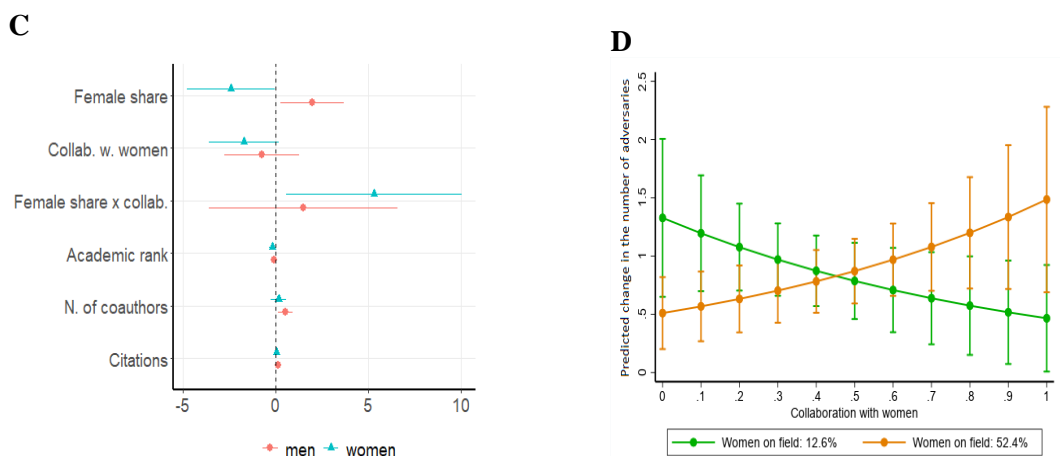 C
Female share
Collab. w. women
Female share x collab.
Academic rank
N. of coauthors
Citations
-5 0 5 10
men women
D
Predicted change in the number of adversaries
2.5
2
1.5
1
.5
0
0 .1 .2 .3 .4 .5 .6 .7 .8 .9 1
Collaboration with women
Women on field: 12.6% Women on field: 52.4%